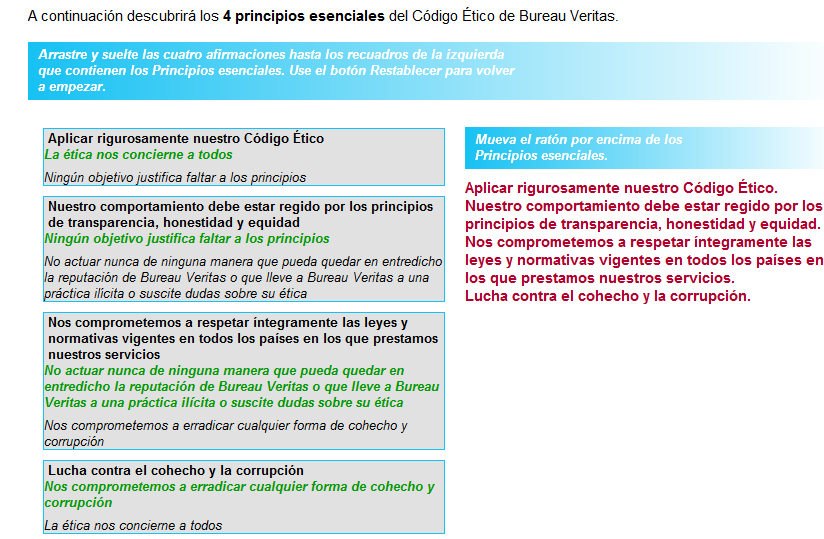 A continuación descubrirá los 4 principios esenciales del Código Ético de Bureau Veritas.
Arrastre y suelte las cuatro afirmaciones hasta los recuadros de la izquierda
que contienen los Principios esenciales. Use el botón Restablecer para volver
a empezar.
Aplicar rigurosamente nuestro Código Ético
La ética nos concierne a todos
Ningún objetivo justifica faltar a los principios
Nuestro comportamiento debe estar regido por los principios
de transparencia, honestidad y equidad
Ningún objetivo justifica faltar a los principios
No actuar nunca de ninguna manera que pueda quedar en entredicho
la reputación de Bureau Veritas o que lleve a Bureau Veritas a una
práctica ilícita o suscite dudas sobre su ética
Nos comprometemos a respetar íntegramente las leyes y
normativas vigentes en todos los países en los que prestamos
nuestros servicios
No actuar nunca de ninguna manera que pueda quedar en
entredicho la reputación de Bureau Veritas o que lleve a Bureau
Veritas a una práctica ilícita o suscite dudas sobre su ética
Nos comprometemos a erradicar cualquier forma de cohecho y
corrupción
Lucha contra el cohecho y la corrupción
Nos comprometemos a erradicar cualquier forma de cohecho y
corrupción
La ética nos concierne a todos
Mueva el ratón por encima de los
Principios esenciales.
Aplicar rigurosamente nuestro Código Ético.
Nuestro comportamiento debe estar regido por los
principios de transparencia, honestidad y equidad.
Nos comprometemos a respetar íntegramente las
leyes y normativas vigentes en todos los países en
los que prestamos nuestros servicios.
Lucha contra el cohecho y la corrupción.